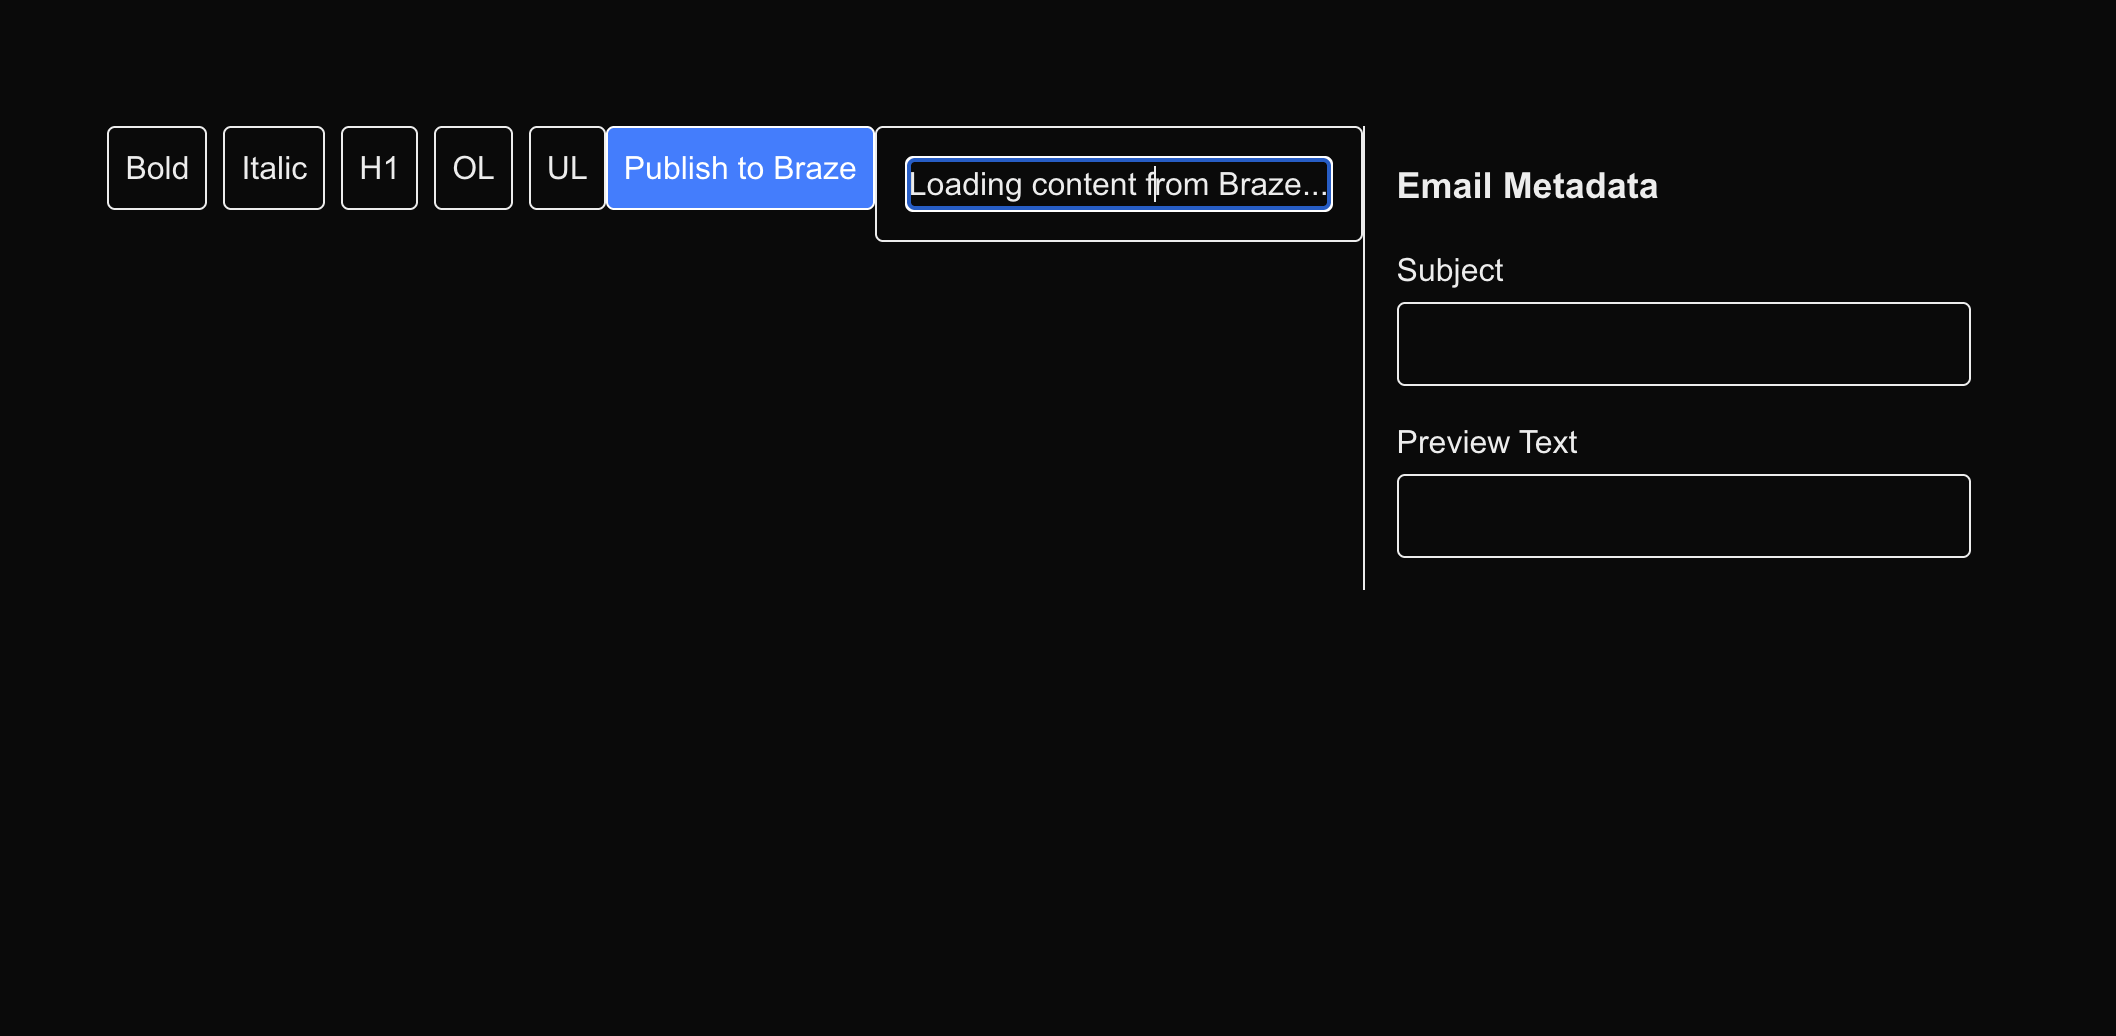 Bold Italic H1 OL UL Publish to Braze
Loading content from Braze...
Email Metadata
Subject
Preview Text